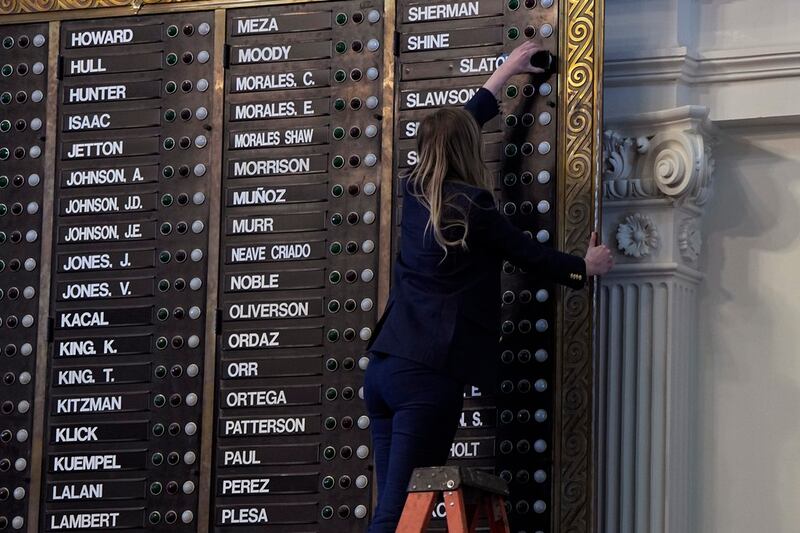 HOWARD
HULL
HUNTER
ISAAC
JETTON
JOHNSON, A.
JOHNSON, J.D.
JOHNSON, J.E.
JONES, J.
JONES, V.
KACAL
KING, K.
KING, T.
KITZMAN
KLICK
KUEMPEL
LALANI
LAMBERT
MEZA
MOODY
MORALES, C.
MORALES, E.
MORALES SHAW
MORRISON
MUÑOZ
MURR
NEAVE CRIADO
NOBLE
OLIVERSON
ORDAZ
ORR
ORTEGA
PATTERSON
PAUL
PEREZ
PLESA
SHERMAN
SHINE
SLATO
SLAWSON
S.
HOLT